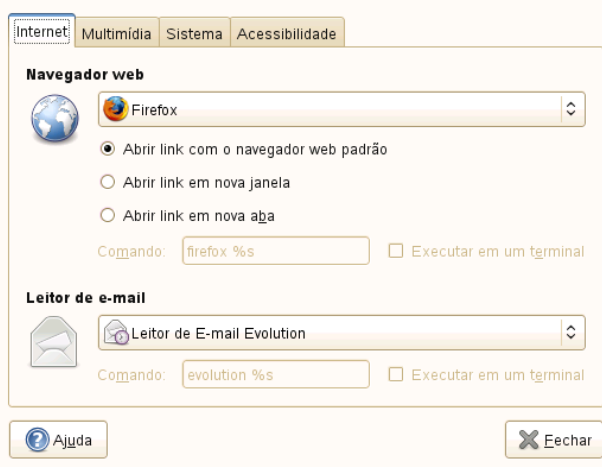 Internet Multimídia Sistema Acessibilidade
Navegador web
Firefox
Abrir link com o navegador web padrão
Abrir link em nova janela
Abrir link em nova aba
Comando: firefox %s Executar em um terminal
Leitor de e-mail
Leitor de E-mail Evolution
Comando: evolution %s Executar em um terminal
Ajuda Fechar